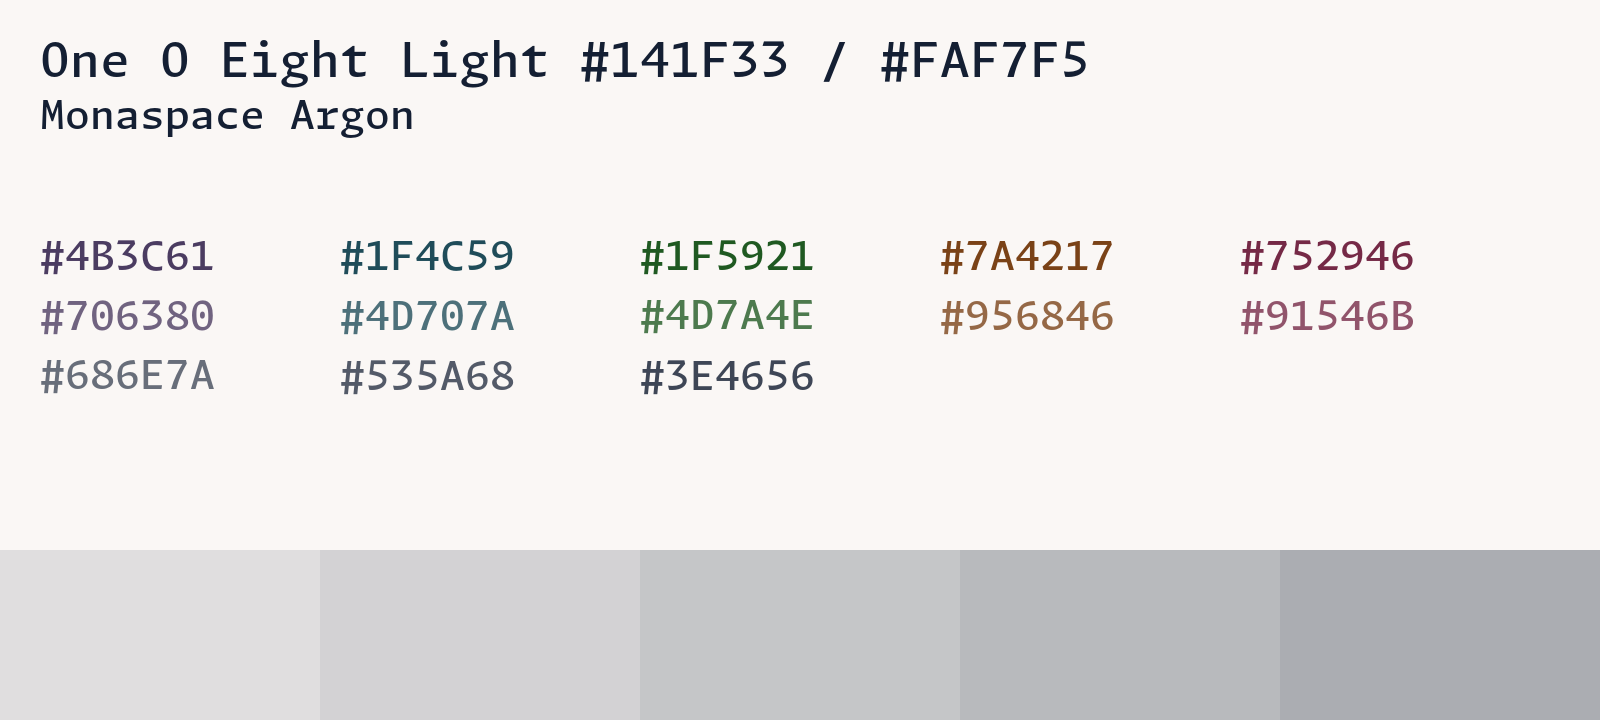 One O Eight Light #141F33 / #FAF7F5
Monaspace Argon
#4B3C61 #1F4C59 #1F5921 #7A4217 #752946
#706380 #4D707A #4D7A4E #956846 #91546B
#686E7A #535A68 #3E4656